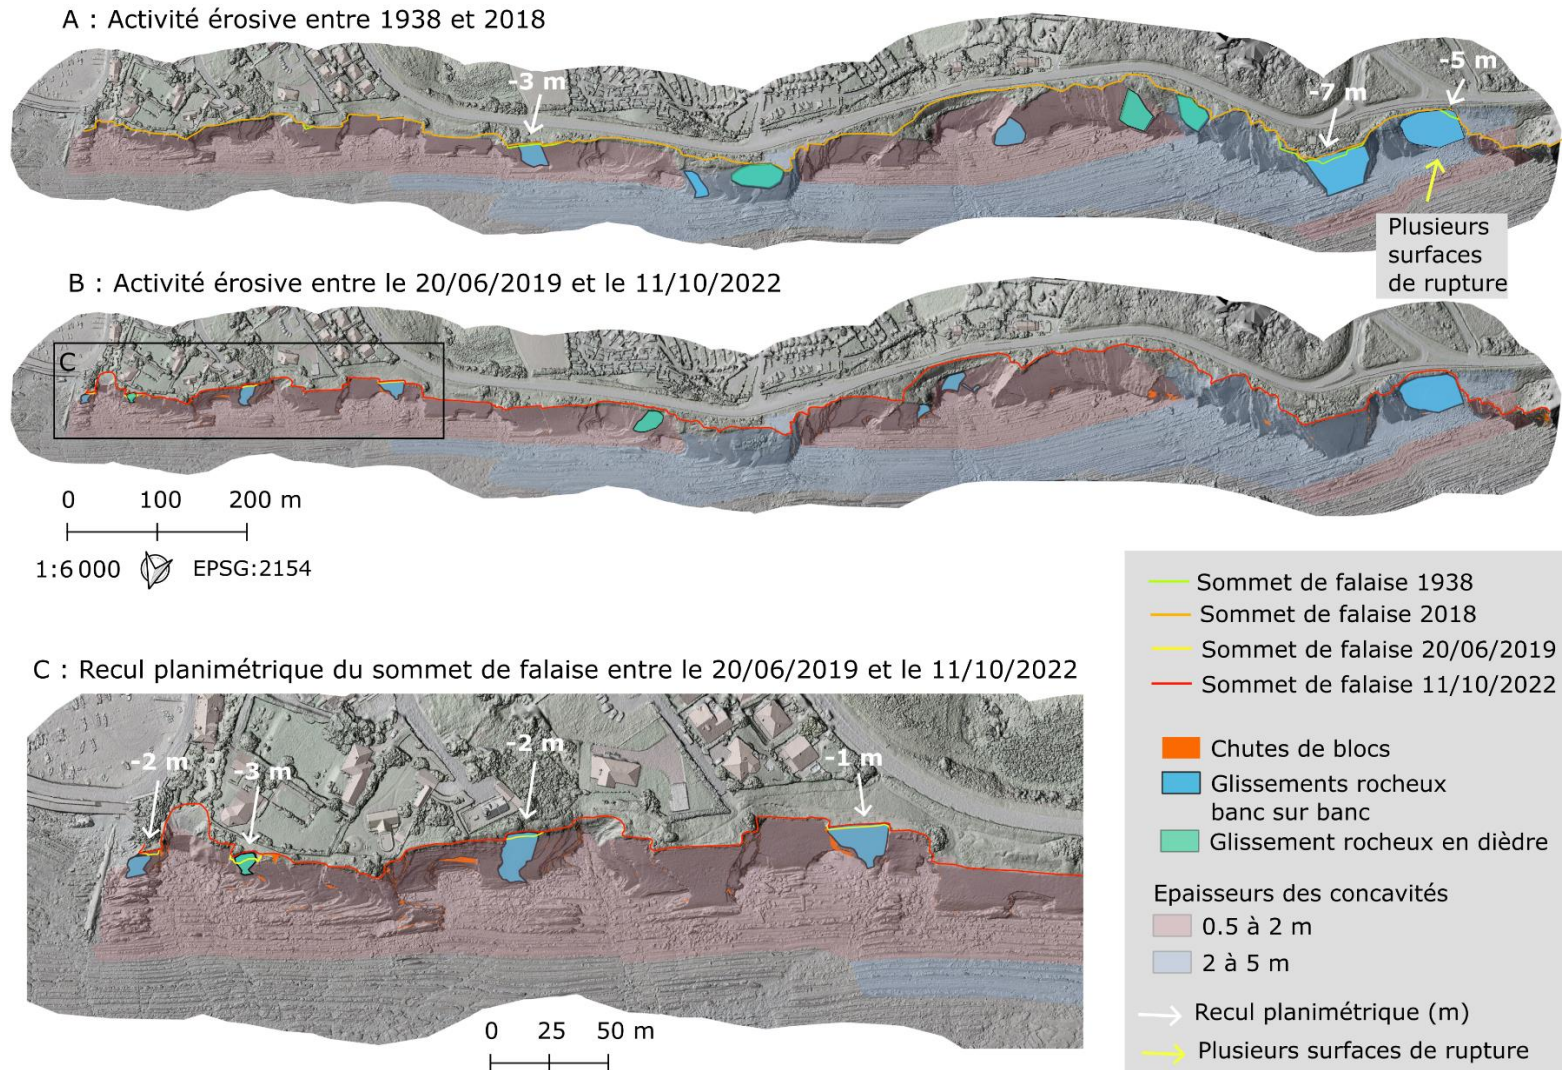 A : Activité érosive entre 1938 et 2018
-3 m
-7 m
-5 m
Plusieurs
surfaces
de rupture
B : Activité érosive entre le 20/06/2019 et le 11/10/2022
C
0 100 200 m
1:6 000 EPSG:2154
C : Recul planimétrique du sommet de falaise entre le 20/06/2019 et le 11/10/2022
-2 m
-3 m
-2 m
-1 m
0 25 50 m
Sommet de falaise 1938
Sommet de falaise 2018
Sommet de falaise 20/06/2019
Sommet de falaise 11/10/2022
Chutes de blocs
Glissements rocheux
banc sur banc
Glissement rocheux en dièdre
Epaisseurs des concavités
0.5 à 2 m
2 à 5 m
Recul planimétrique (m)
Plusieurs surfaces de rupture